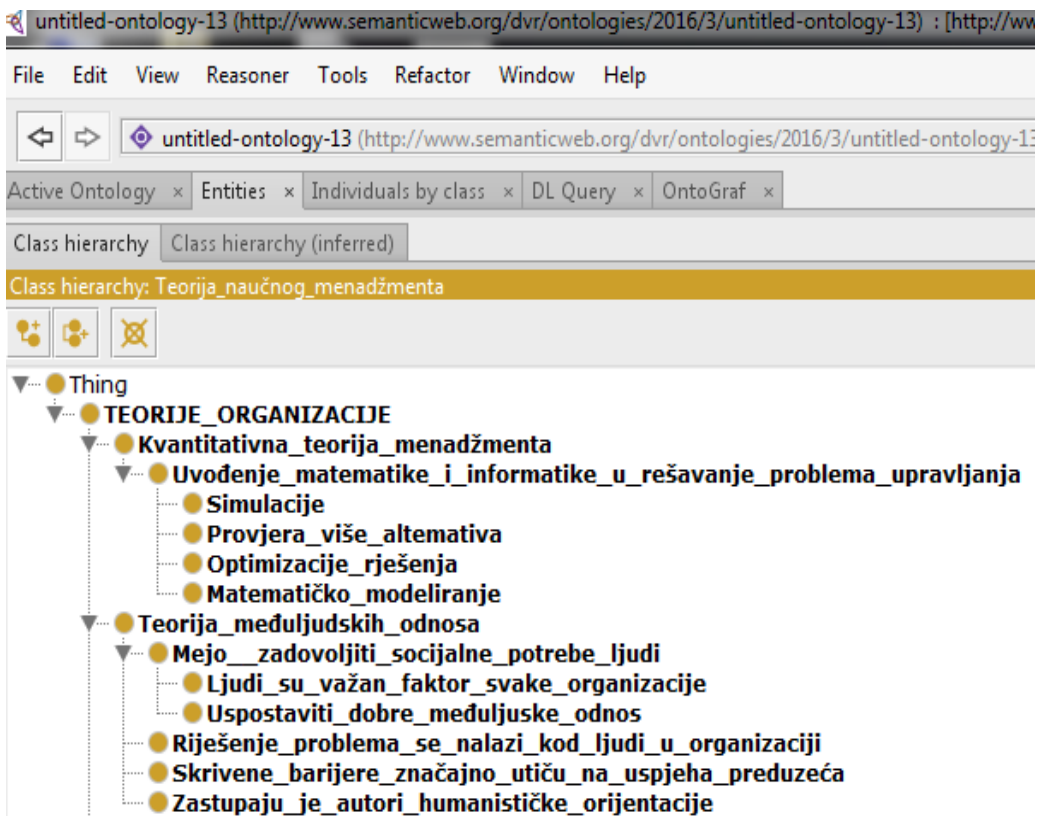 untitled-ontology-13 (http://www.semanticweb.org/dvr/ontologies/2016/3/untitled-ontology-13) : [http://ww
File Edit View Reasoner Tools Refactor Window Help
untitled-ontology-13 (http://www.semanticweb.org/dvr/ontologies/2016/3/untitled-ontology-13
Active Ontology × Entities × Individuals by class × DL Query × OntoGraf ×
Class hierarchy Class hierarchy (inferred)
Class hierarchy: Teorija_naučnog_menadžmenta
Thing
TEORIJE_ORGANIZACIJE
Kvantitativna_teorija_menadžmenta
Uvođenje_matematike_i_informatike_u_rešavanje_problema_upravljanja
Simulacije
Provjera_više_altemativa
Optimizacije_rješenja
Matematičko_modeliranje
Teorija_međuljudskih_odnosa
Mejo__zadovoljiti_socijalne_potrebe_ljudi
Ljudi_su_važan_faktor_svake_organizacije
Uspostaviti_dobre_međuljuske_odnos
Riješenje_problema_se_nalazi_kod_ljudi_u_organizaciji
Skrivene_barijere_značajno_utiču_na_uspjeha_preduzeća
Zastupaju_je_autori_humanističke_orijentacije